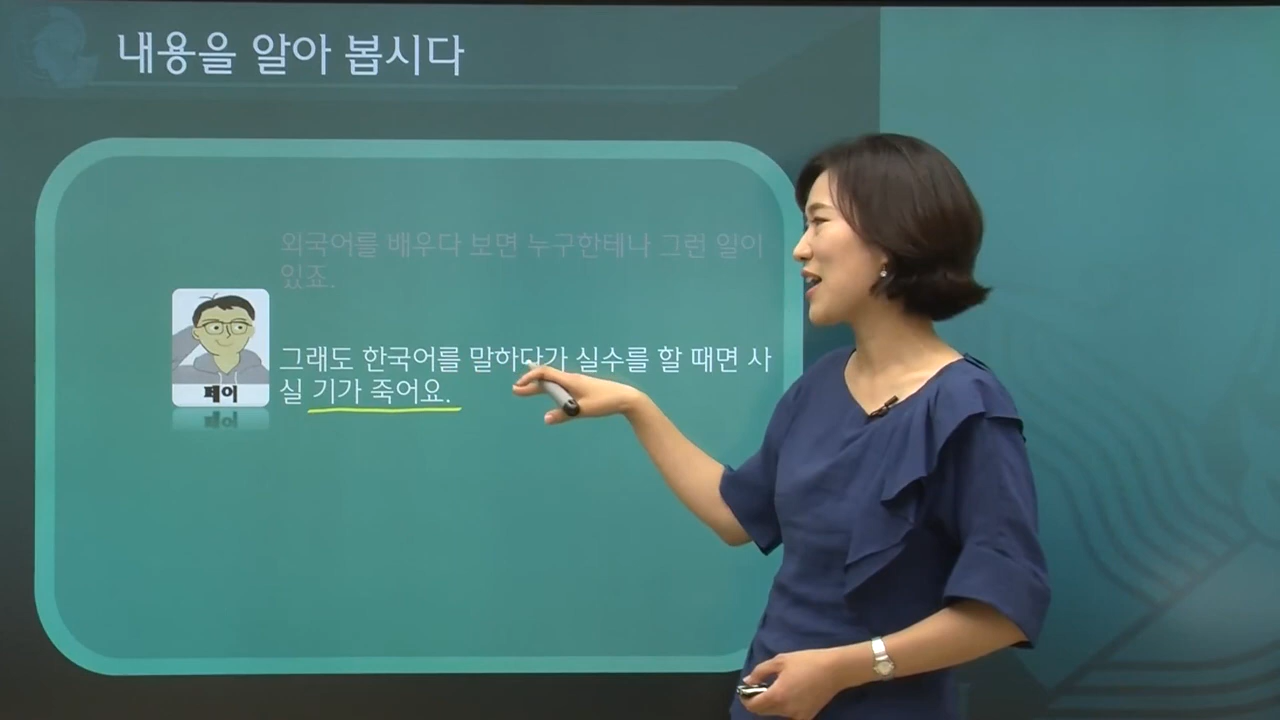 내용을 알아 봅시다
외국어를 배우다 보면 누구한테나 그런 일이
있죠.
그래도 한국어를 말하다가 실수를 할 때면 사
실 기가 죽어요.
페이